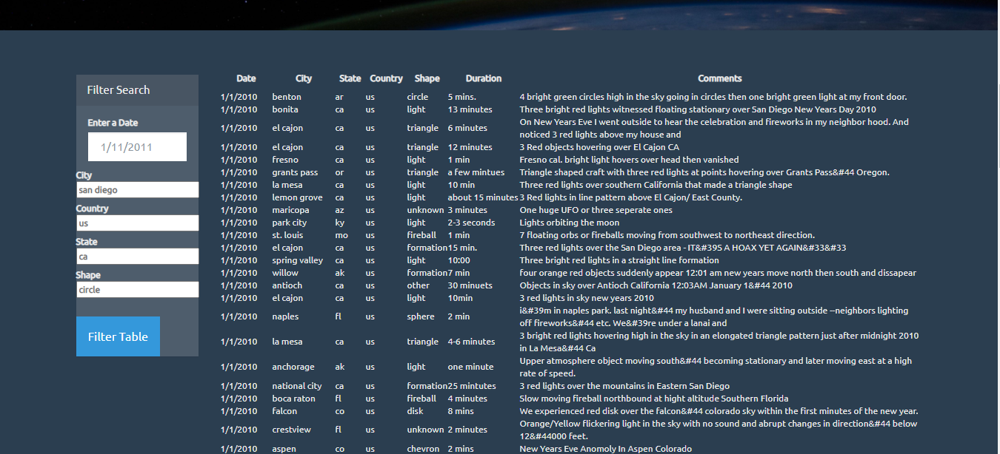 Filter Search
Enter a Date
1/11/2011
City
san diego
Country
us
State
ca
Shape
circle
Filter Table
Date City State Country Shape Duration Comments
1/1/2010 benton ar us circle 5 mins. 4 bright green circles high in the sky going in circles then one bright green light at my front door.
1/1/2010 bonita ca us light 13 minutes Three bright red lights witnessed floating stationary over San Diego New Years Day 2010
1/1/2010 el cajon ca us triangle 6 minutes On New Years Eve I went outside to hear the celebration and fireworks in my neighbor hood. And
noticed 3 red lights above my house and
1/1/2010 el cajon ca us triangle 12 minutes 3 Red objects hovering over El Cajon CA
1/1/2010 fresno ca us light 1 min Fresno cal. bright light hovers over head then vanished
1/1/2010 grants pass or us triangle a few mintues Triangle shaped craft with three red lights at points hovering over Grants Pass&#44 Oregon.
1/1/2010 la mesa ca us light 10 min Three red lights over southern California that made a triangle shape
1/1/2010 lemon grove ca us light about 15 minutes 3 Red lights in line pattern above El Cajon/ East County.
1/1/2010 maricopa az us unknown 3 minutes One huge UFO or three seperate ones
1/1/2010 park city ky us light 2-3 seconds Lights orbiting the moon
1/1/2010 st. louis mo us fireball 1 min 7 floating orbs or fireballs moving from southwest to northeast direction.
1/1/2010 el cajon ca us formation 15 min. Three red lights over the San Diego area - IT&#395 A HOAX YET AGAIN&#33&#33
1/1/2010 spring valley ca us light 10:00 Three bright red lights in a straight line formation
1/1/2010 willow ak us formation 7 min four orange red objects suddenly appear 12:01 am new years move north then south and dissapear
1/1/2010 antioch ca us other 30 minuets Objects in sky over Antioch California 12:03AM January 1&#44 2010
1/1/2010 el cajon ca us light 10min 3 red lights in sky new years 2010
1/1/2010 naples fl us sphere 2 min i&#39m in naples park. last night&#44 my husband and I were sitting outside --neighbors lighting
off fireworks&#44 etc. We&#39re under a lanai and
1/1/2010 la mesa ca us triangle 4-6 minutes 3 bright red lights hovering high in the sky in an elongated triangle pattern just after midnight 2010
in La Mesa&#44 Ca
1/1/2010 anchorage ak us light one minute Upper atmosphere object moving south&#44 becoming stationary and later moving east at a high
rate of speed.
1/1/2010 national city ca us formation 25 mintutes 3 red lights over the mountains in Eastern San Diego
1/1/2010 boca raton fl us fireball 4 minutes Slow moving fireball northbound at hight altitude Southern Florida
1/1/2010 falcon co us disk 8 mins We experienced red disk over the falcon&#44 colorado sky within the first minutes of the new year.
1/1/2010 crestview fl us unknown 2 minutes Orange/Yellow flickering light in the sky with no sound and abrupt changes in direction&#44 below
12&#44000 feet.
1/1/2010 aspen co us chevron 2 mins New Years Eve Anomoly In Aspen Colorado